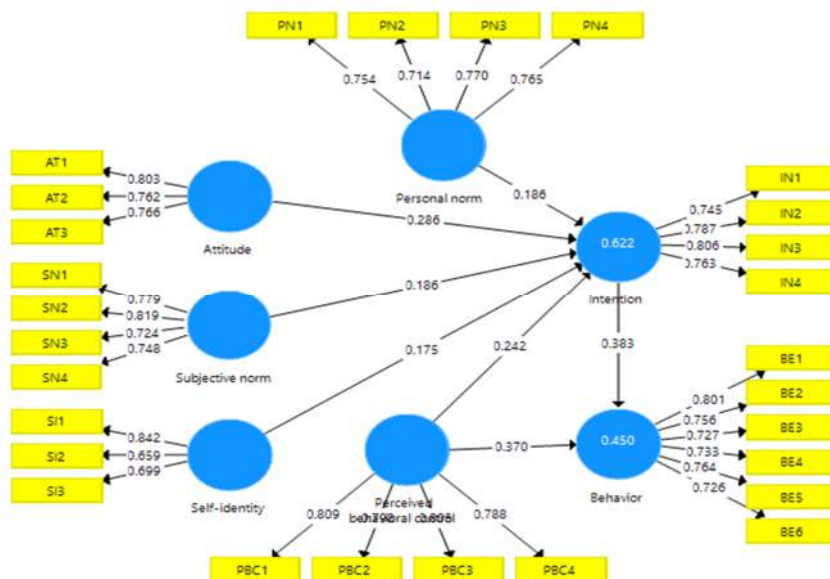 PN1 PN2 PN3 PN4
0.754 0.714 0.770 0.765
Personal norm
AT1
AT2
AT3
0.803
0.762
0.766
Attitude
0.286
0.186
SN1
SN2
SN3
SN4
0.779
0.819
0.724
0.748
Subjective norm
0.186
SI1
SI2
SI3
0.842
0.659
0.699
Self-identity
0.175
0.242
0.622
Intention
IN1
IN2
IN3
IN4
0.745
0.787
0.806
0.763
0.383
Perceived
behavioral control
0.370
0.450
Behavior
BE1
BE2
BE3
BE4
BE5
BE6
0.801
0.756
0.727
0.733
0.764
0.726
0.809 0.788
PBC1 PBC2 PBC3 PBC4